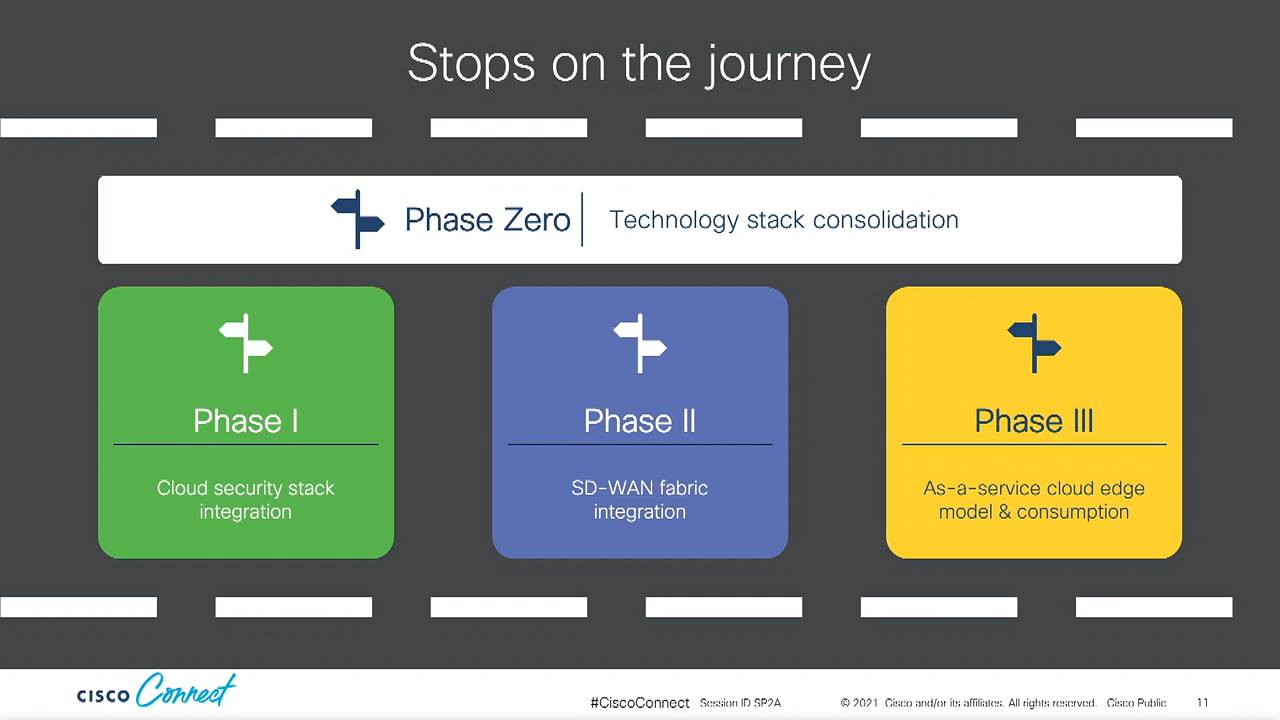 Stops on the journey
Phase Zero
Technology stack consolidation
Phase I
Cloud security stack
integration
Phase II
SD-WAN fabric
integration
Phase III
As-a-service cloud edge
model & consumption
CISCO Connect
#CiscoConnect Session ID SP2A © 2021 Cisco and/or its affiliates. All rights reserved. Cisco Public 11